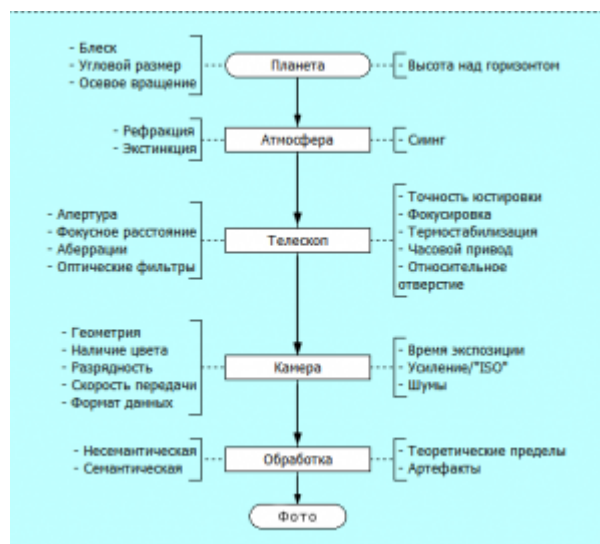 - Блеск
- Угловой размер
- Осевое вращение
Планета
- Высота над горизонтом
- Рефракция
- Экстинкция
Атмосфера
- Сиинг
- Апертура
- Фокусное расстояние
- Аберрации
- Оптические фильтры
Телескоп
- Точность юстировки
- Фокусировка
- Термостабилизация
- Часовой привод
- Относительное
отверстие
- Геометрия
- Наличие цвета
- Разрядность
- Скорость передачи
- Формат данных
Камера
- Время экспозиции
- Усиление/"ISO"
- Шумы
- Несемантическая
- Семантическая
Обработка
- Теоретические пределы
- Артефакты
Фото